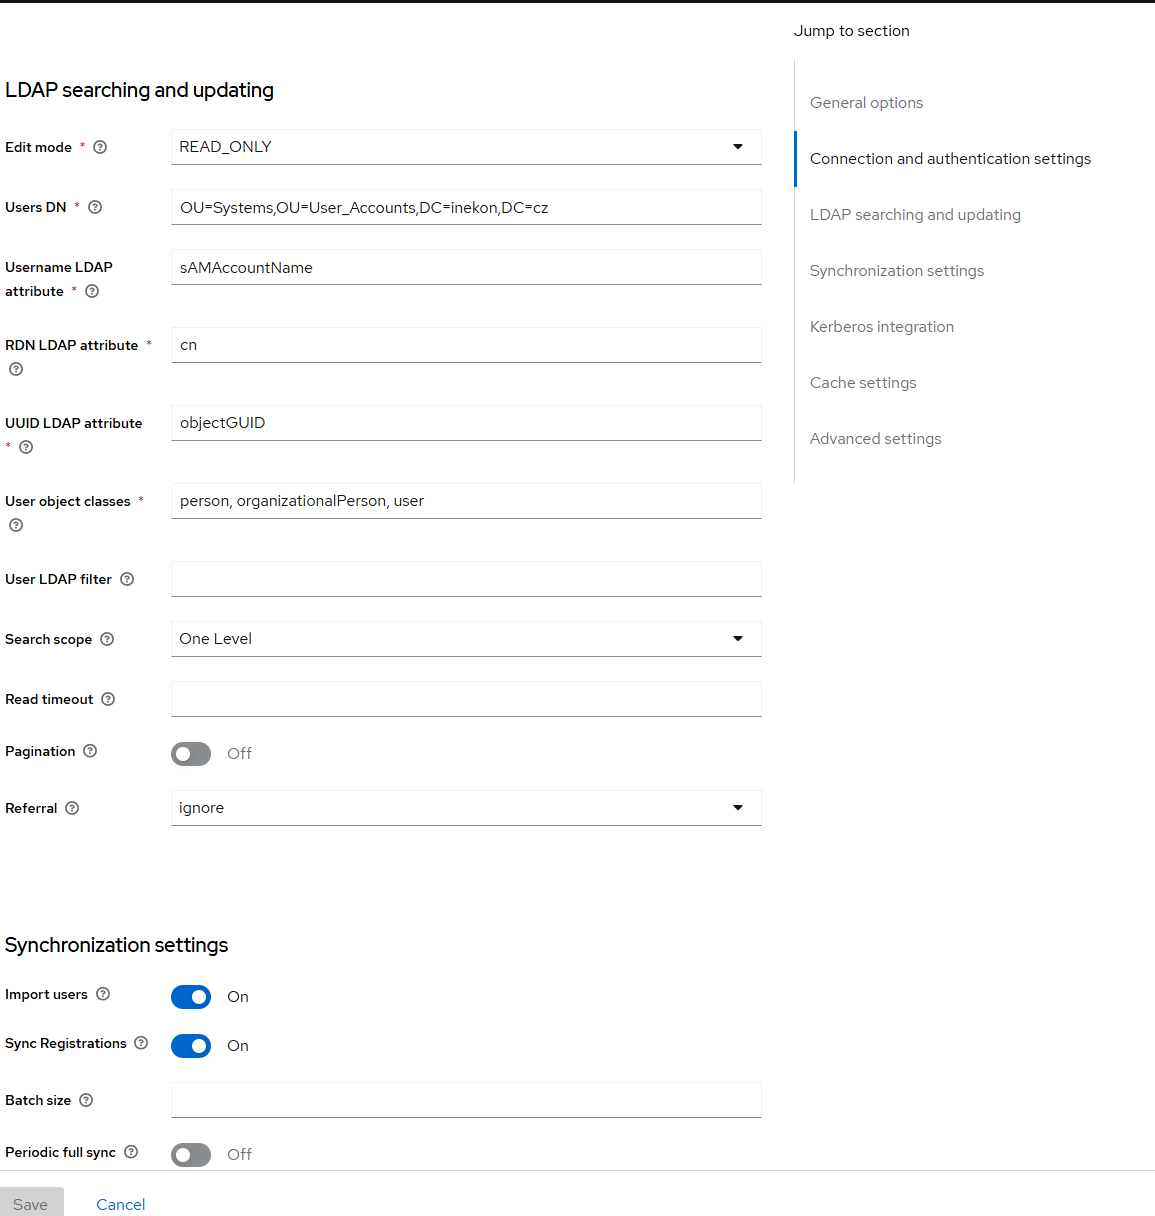 Jump to section
General options
Connection and authentication settings
LDAP searching and updating
Synchronization settings
Kerberos integration
Cache settings
Advanced settings
LDAP searching and updating
Edit mode *
READ_ONLY
Users DN *
OU=Systems,OU=User_Accounts,DC=inekon,DC=cz
Username LDAP
attribute *
sAMAccountName
RDN LDAP attribute *
cn
UUID LDAP attribute
*
objectGUID
User object classes *
person, organizationalPerson, user
User LDAP filter
Search scope
One Level
Read timeout
Pagination
Off
Referral
ignore
Synchronization settings
Import users
On
Sync Registrations
On
Batch size
Periodic full sync
Off
Save
Cancel